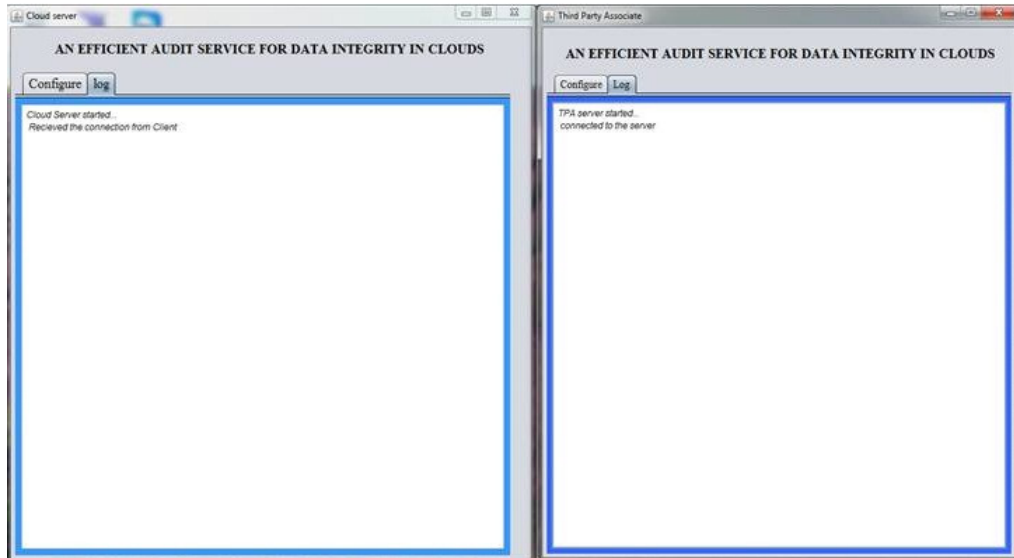 Cloud server
AN EFFICIENT AUDIT SERVICE FOR DATA INTEGRITY IN CLOUDS
Configure log
Cloud Server started...
Recieved the connection from Client
Third Party Associate
AN EFFICIENT AUDIT SERVICE FOR DATA INTEGRITY IN CLOUDS
Configure Log
TPA server started...
connected to the server